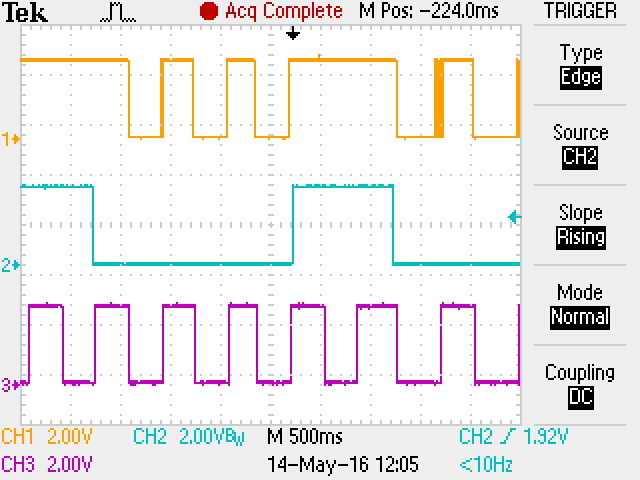 Tek Acq Complete M Pos: -224.0ms TRIGGER
Type
Edge
Source
CH2
Slope
Rising
Mode
Normal
Coupling
DC
1
2
3
CH1 2.00V CH2 2.00VBW M 500ms CH2 1.92V
CH3 2.00V 14-May-16 12:05 <10Hz